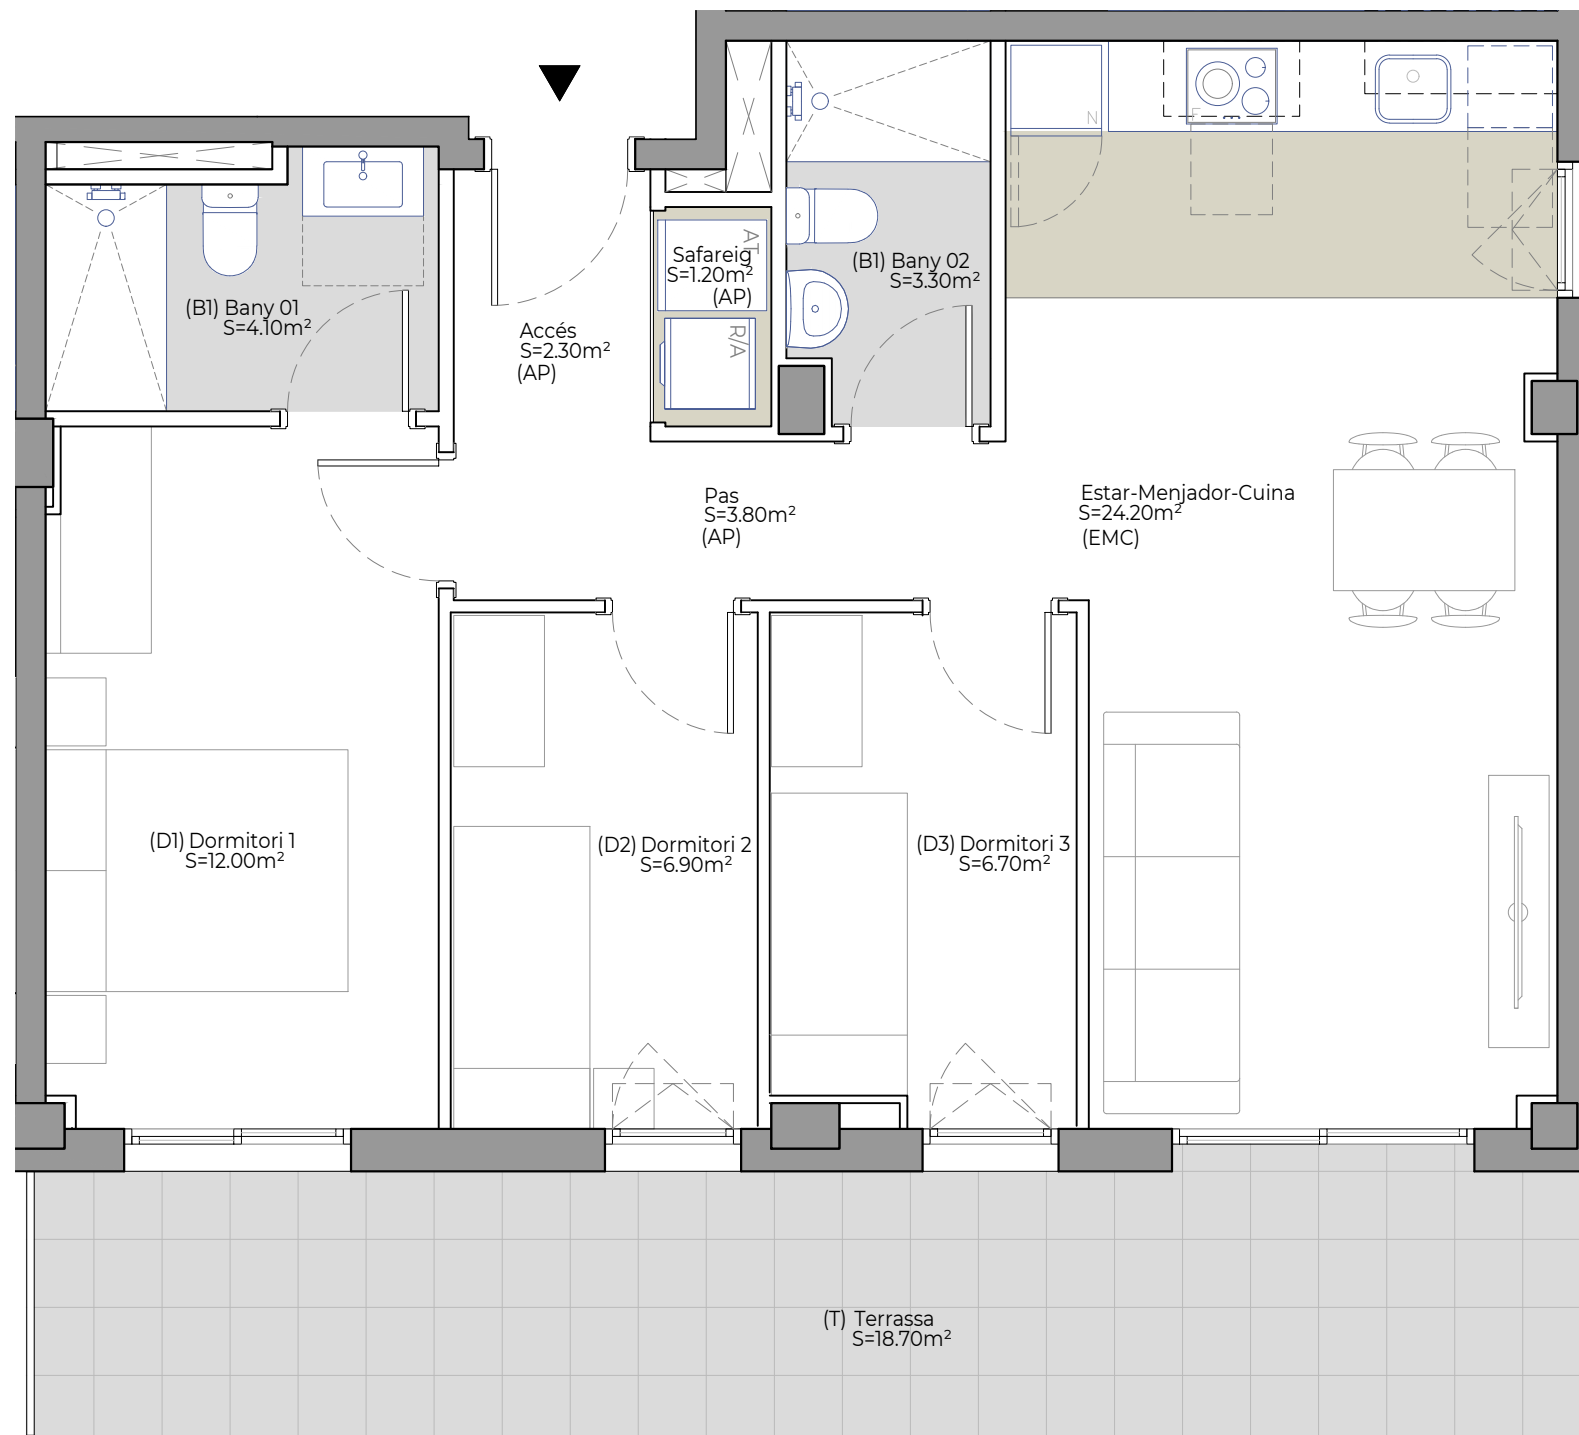 N
F
AT
Safareig
S=1.20m²
(AP)
(B1) Bany 02
S=3.30m²
(B1) Bany 01
S=4.10m²
Accés
S=2.30m²
(AP)
R/A
Pas
S=3.80m²
(AP)
Estar-Menjador-Cuina
S=24.20m²
(EMC)
(D1) Dormitori 1
S=12.00m²
(D2) Dormitori 2
S=6.90m²
(D3) Dormitori 3
S=6.70m²
(T) Terrassa
S=18.70m²